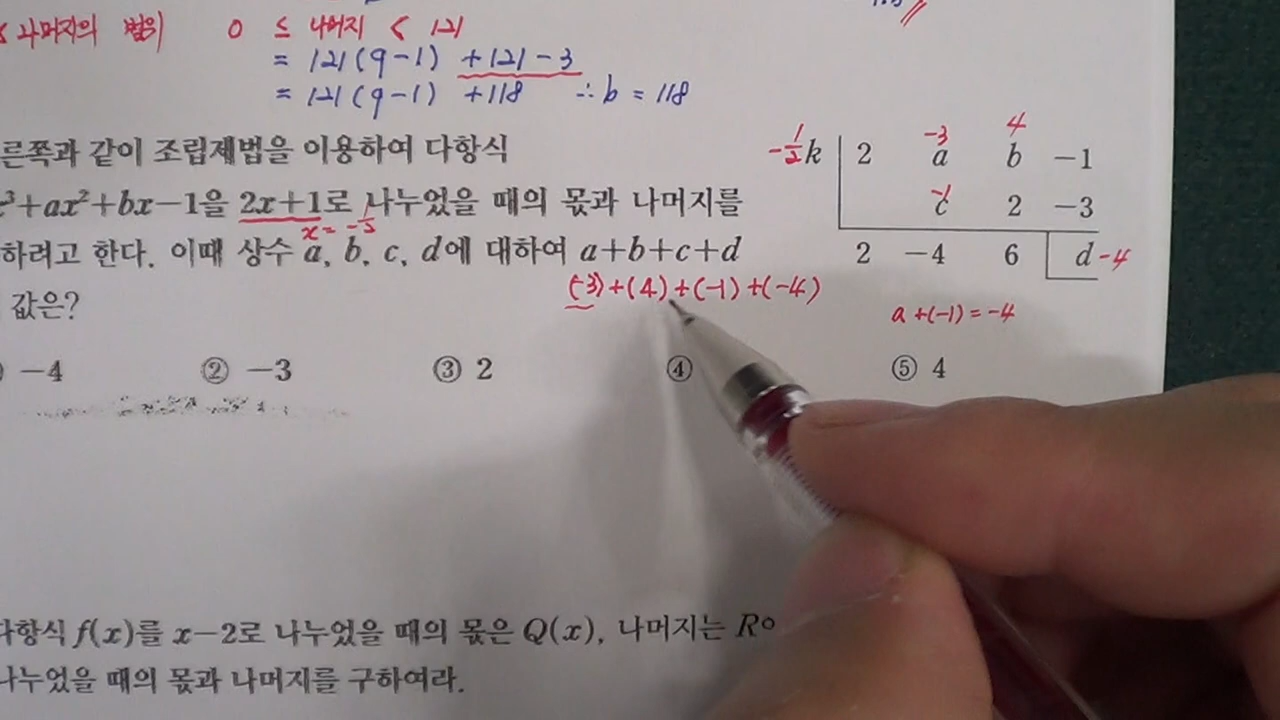 나머지의 범위 0 ≤ 나머지 < 121
= 121(q-1) +121-3
= 121(q-1) +118 ∴ b = 118
른쪽과 같이 조립제법을 이용하여 다항식
³+ax²+bx-1을 2x+1로 나누었을 때의 몫과 나머지를
x=-½
하려고 한다. 이때 상수 a, b, c, d에 대하여 a+b+c+d
값은?
(-3)+(4)+(-1)+(-4)
-3 4
-½k 2 a b -1
-1
c 2 -3
2 -4 6 d -4
a+(-1)=-4
-4 ② -3 ③ 2 ④ ⑤ 4
다항식 f(x)를 x-2로 나누었을 때의 몫은 Q(x), 나머지는 R
나누었을 때의 몫과 나머지를 구하여라.